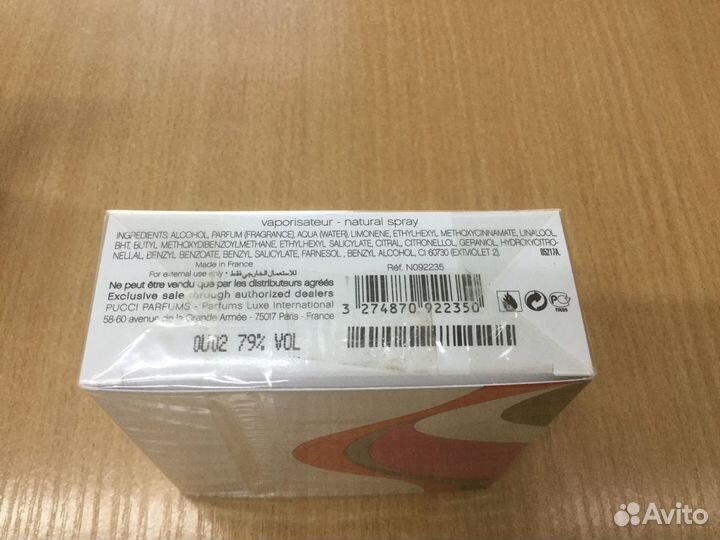 vaporisateur - natural spray
INGREDIENTS: ALCOHOL, PARFUM (FRAGRANCE), AQUA (WATER), LIMONENE, ETHYLHEXYL METHOXYCINNAMATE, LINALOOL,
BHT, BUTYL METHOXYDIBENZOYLMETHANE, ETHYLHEXYL SALICYLATE, CITRAL, CITRONELLOL, GERANIOL, HYDROXYCITRO-
NELLAL, BENZYL BENZOATE, BENZYL SALICYLATE, FARNESOL, BENZYL ALCOHOL, CI 60730 (EXTVIOLET 2)
05217A
Made in France
For external use only • للاستعمال الخارجي فقط
Ne peut être vendu que par les distributeurs agréés
Exclusive sale through authorized dealers
PUCCI PARFUMS - Parfums Luxe International
58-60 avenue de la Grande Armée - 75017 Paris - France
Réf. N092235
3 274870 922350
0U02 79% VOL
Avito